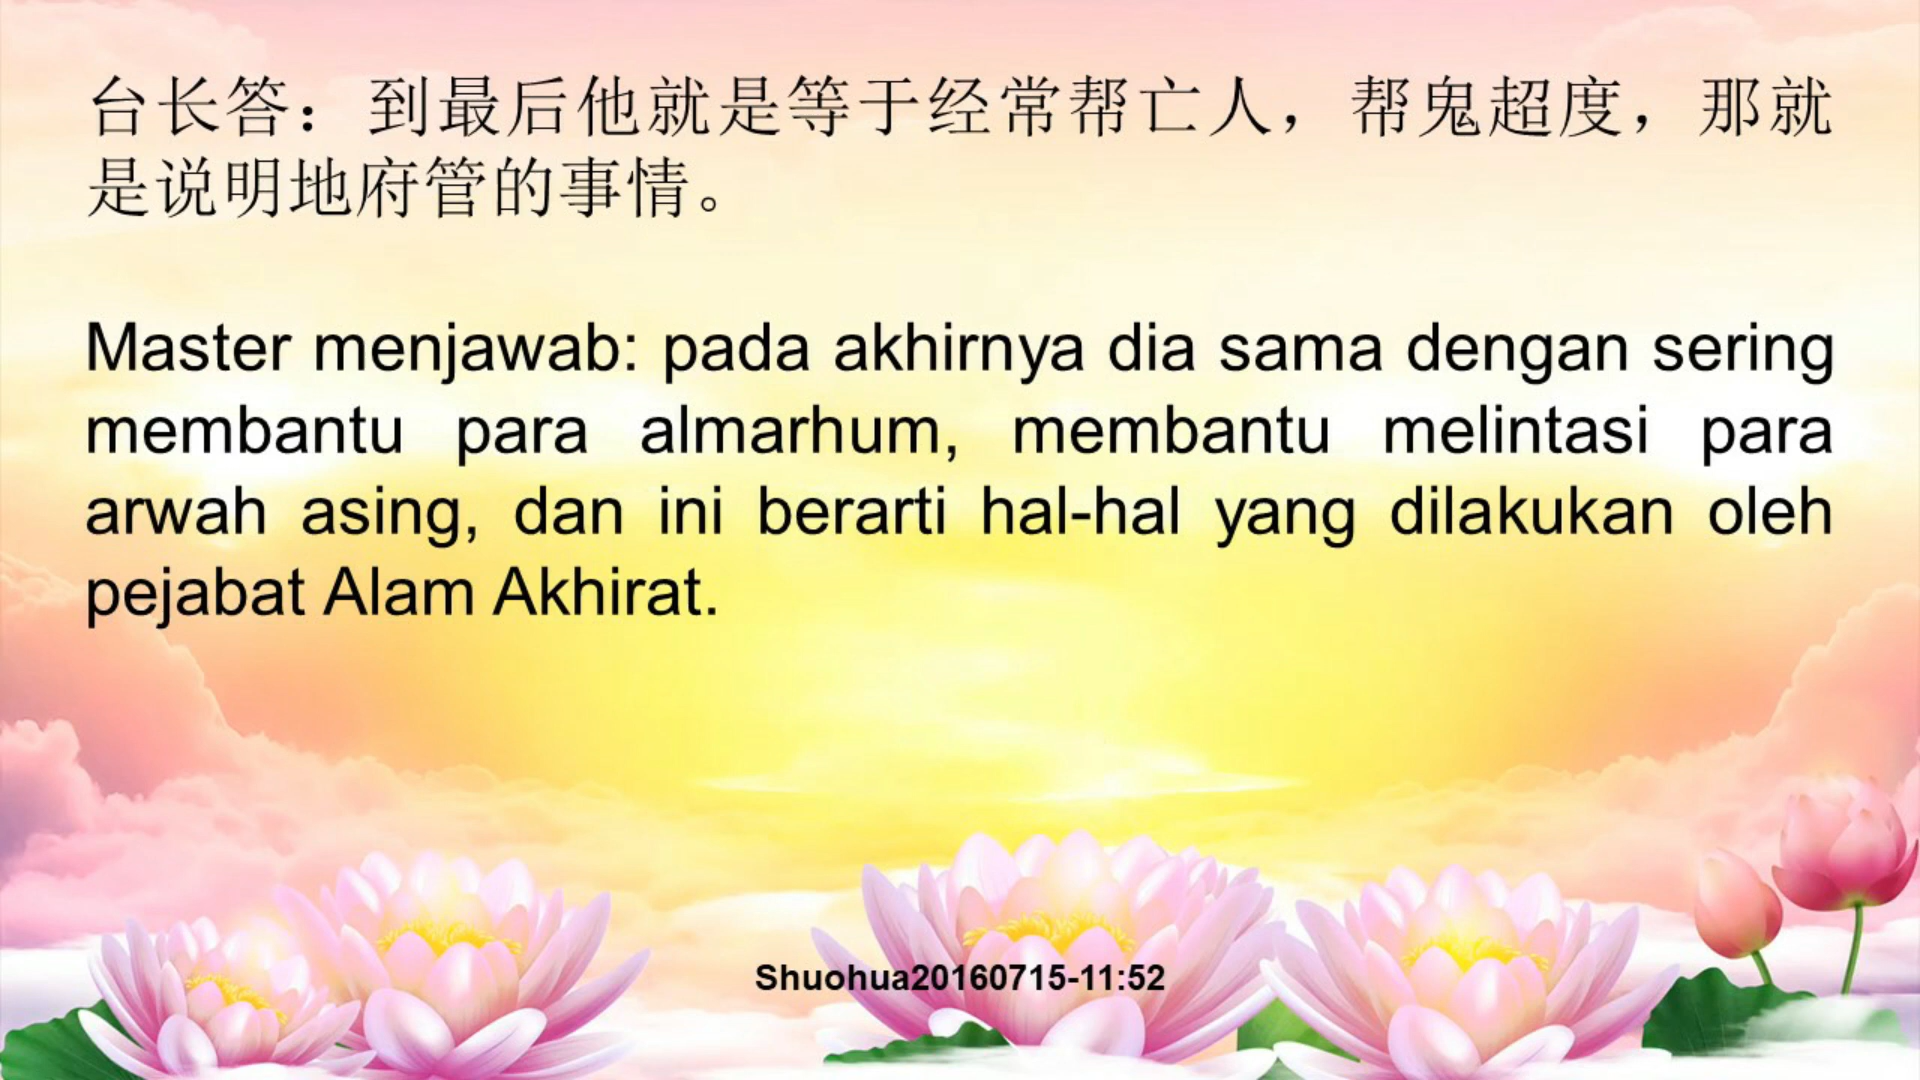 台长答：到最后他就是等于经常帮亡人，帮鬼超度，那就
是说明地府管的事情。
Master menjawab: pada akhirnya dia sama dengan sering
membantu para almarhum, membantu melintasi para
arwah asing, dan ini berarti hal-hal yang dilakukan oleh
pejabat Alam Akhirat.
Shuohua20160715-11:52